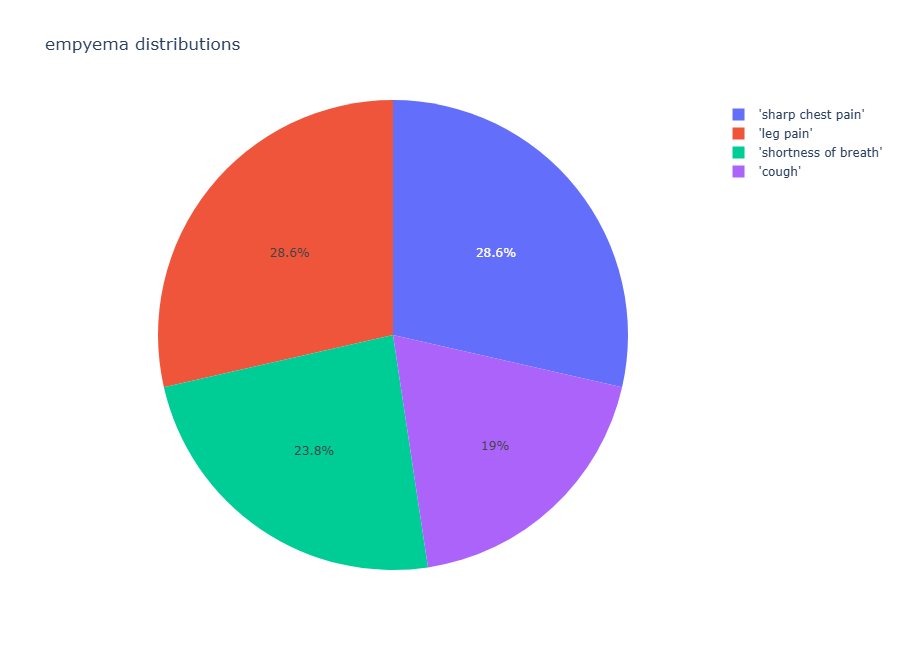 empyema distributions
'sharp chest pain'
'leg pain'
'shortness of breath'
'cough'
28.6%
28.6%
23.8%
19%